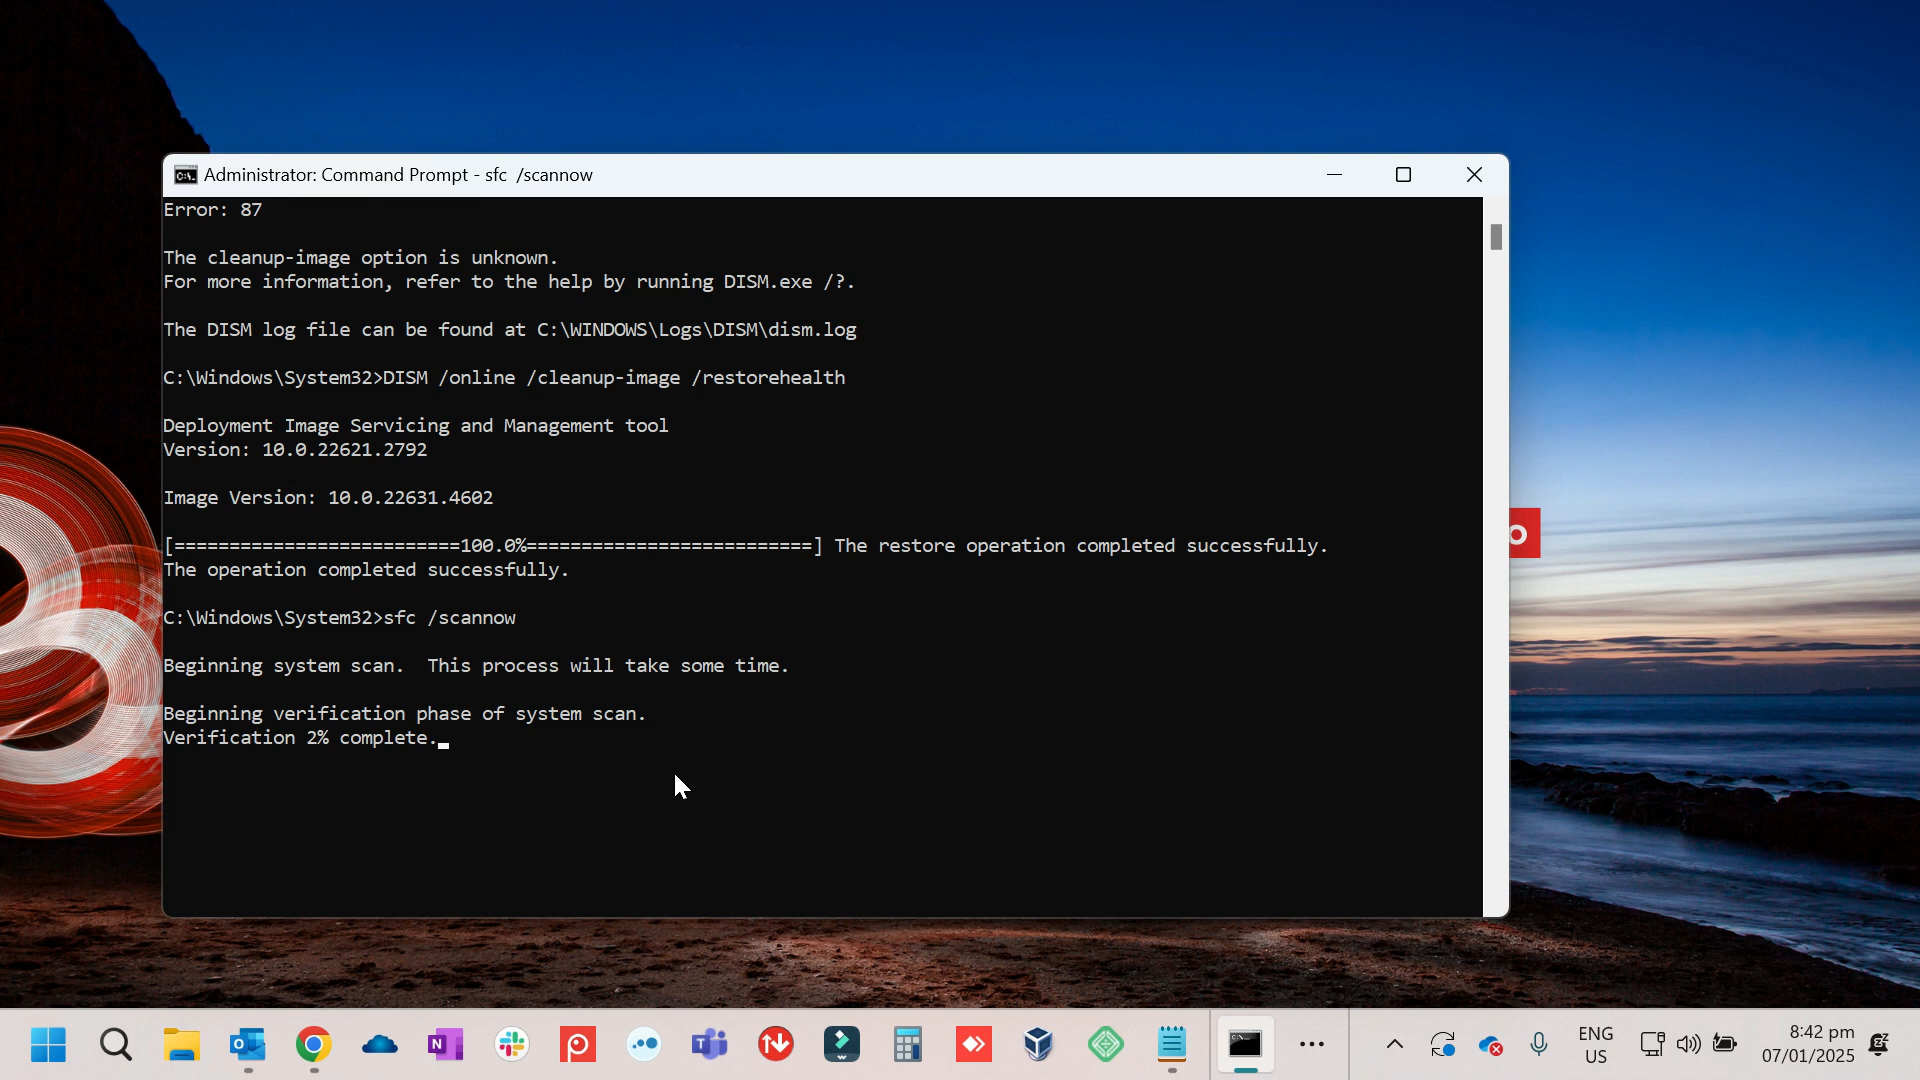 Administrator: Command Prompt - sfc  /scannow
Error: 87
The cleanup-image option is unknown.
For more information, refer to the help by running DISM.exe /?.
The DISM log file can be found at C:\WINDOWS\Logs\DISM\dism.log
C:\Windows\System32>DISM /online /cleanup-image /restorehealth
Deployment Image Servicing and Management tool
Version: 10.0.22621.2792
Image Version: 10.0.22631.4602
[==========================100.0%==========================] The restore operation completed successfully.
The operation completed successfully.
C:\Windows\System32>sfc /scannow
Beginning system scan.  This process will take some time.
Beginning verification phase of system scan.
Verification 2% complete.
ENG
US
8:42 pm
07/01/2025